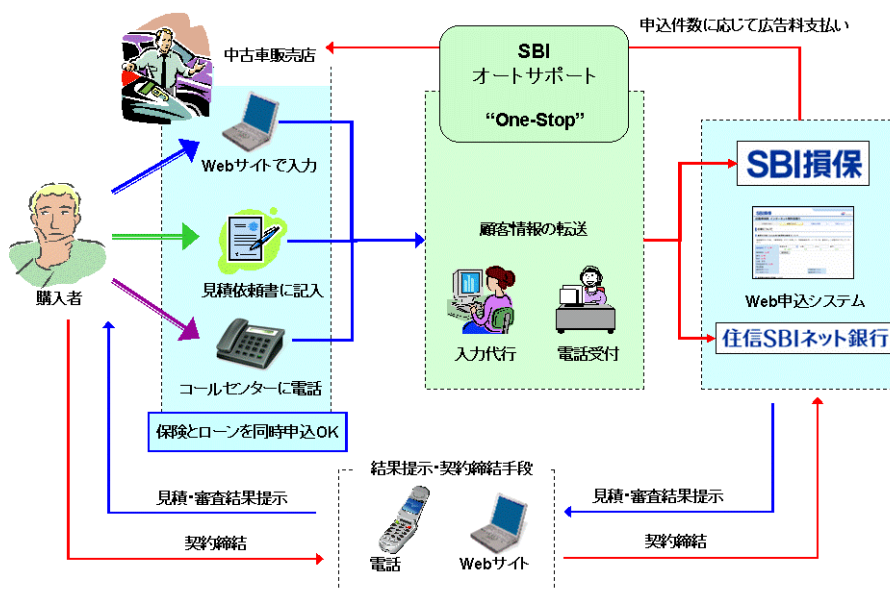 申込件数に応じて広告料支払い
中古車販売店
SBI
オートサポート
“One-Stop”
Webサイトで入力
SBI損保
顧客情報の転送
見積依頼書に記入
購入者
Web申込システム
入力代行
電話受付
住信SBIネット銀行
コールセンターに電話
保険とローンを同時申込OK
結果提示・契約締結手段
見積・審査結果提示
見積・審査結果提示
契約締結
電話
Webサイト
契約締結